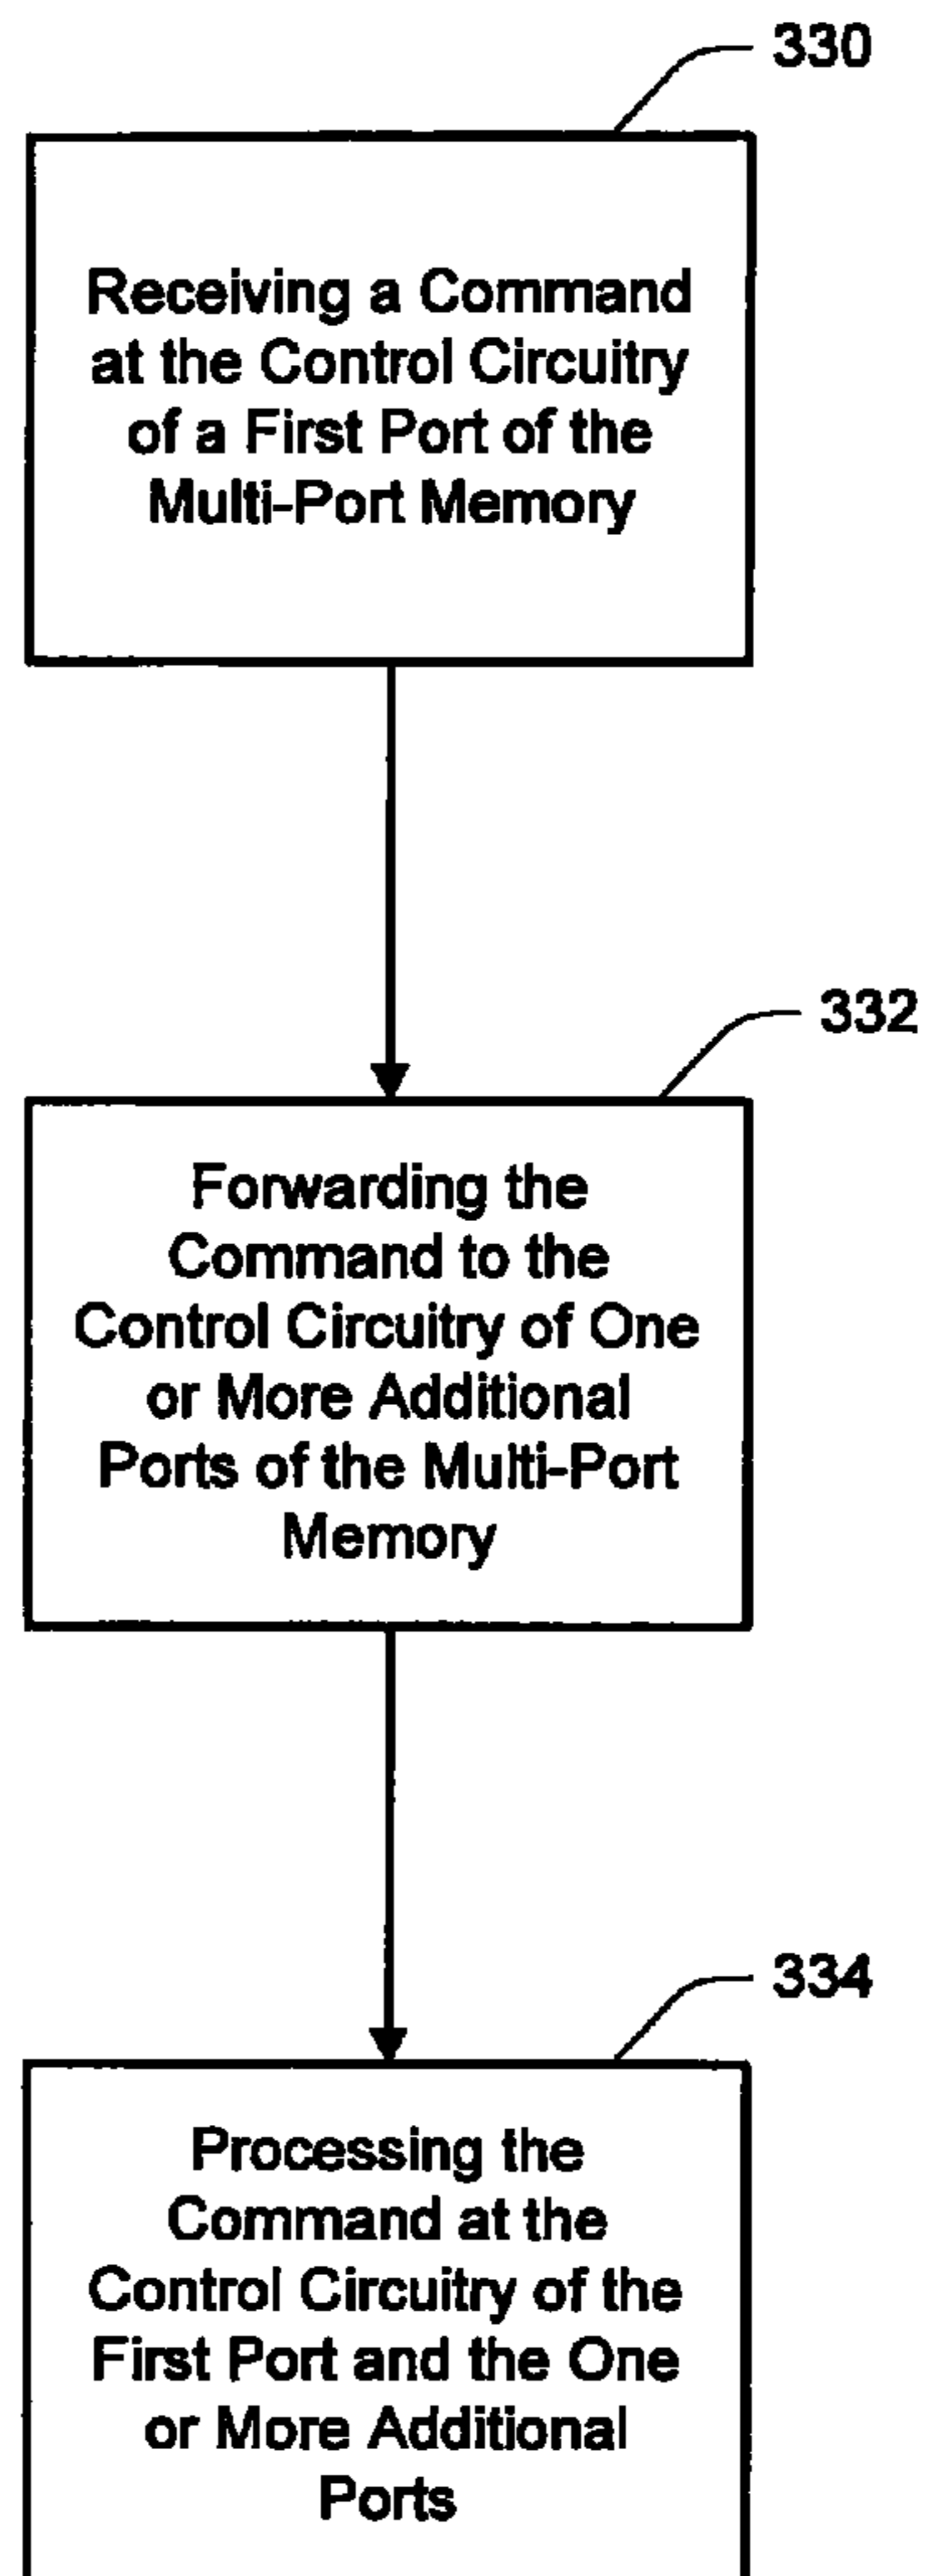 330
Receiving a Command
at the Control Circuitry
of a First Port of the
Multi-Port Memory
332
Forwarding the
Command to the
Control Circuitry of One
or More Additional
Ports of the Multi-Port
Memory
334
Processing the
Command at the
Control Circuitry of the
First Port and the One
or More Additional
Ports